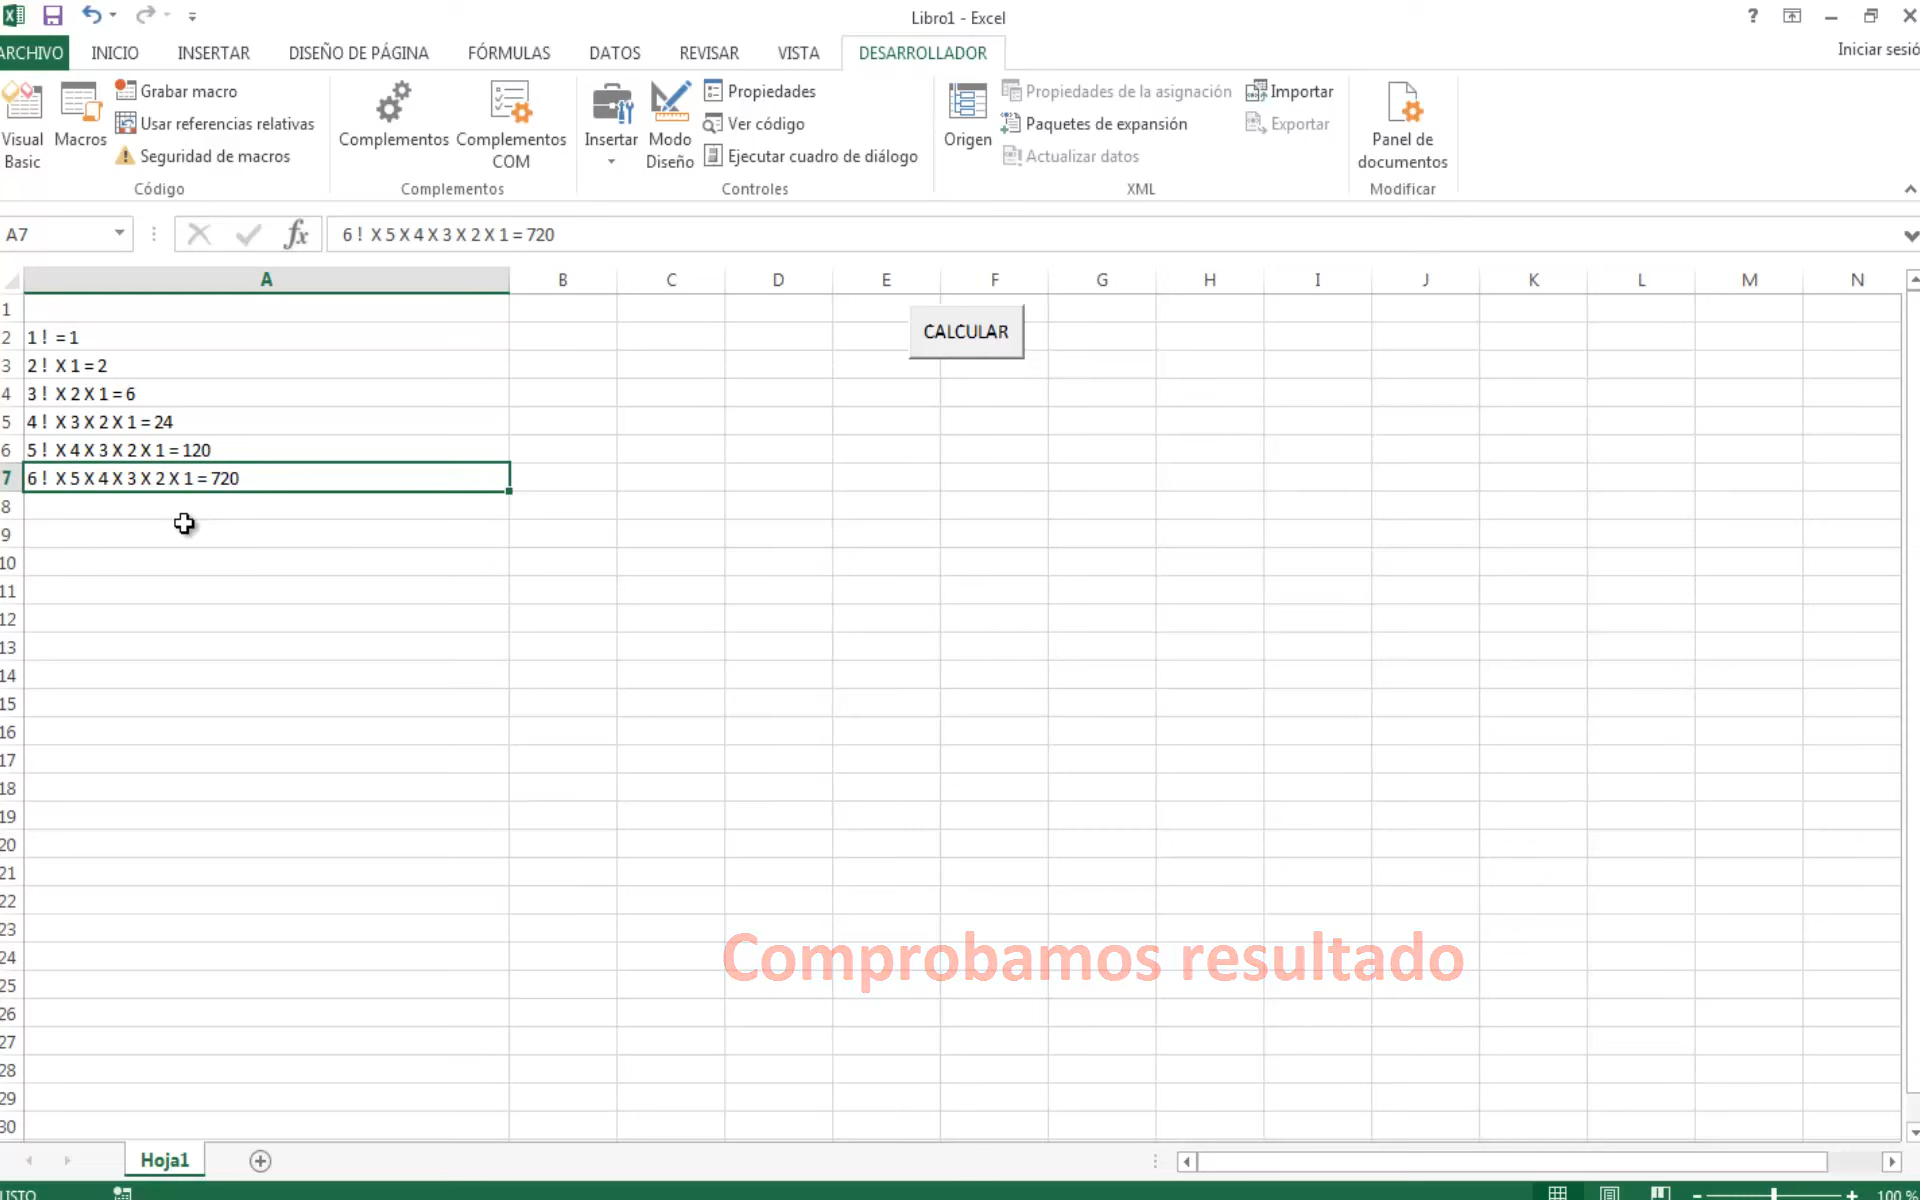 Libro1 - Excel
ARCHIVO INICIO INSERTAR DISEÑO DE PÁGINA FÓRMULAS DATOS REVISAR VISTA DESARROLLADOR
Iniciar sesió
Visual Basic
Macros
Grabar macro
Usar referencias relativas
Seguridad de macros
Código
Complementos
Complementos COM
Complementos
Insertar
Modo Diseño
Propiedades
Ver código
Ejecutar cuadro de diálogo
Controles
Origen
Propiedades de la asignación
Paquetes de expansión
Actualizar datos
Importar
Exportar
XML
Panel de documentos
Modificar
A7
fx
6 ! X 5 X 4 X 3 X 2 X 1 = 720
A B C D E F G H I J K L M N
1
CALCULAR
2 1 ! = 1
3 2 ! X 1 = 2
4 3 ! X 2 X 1 = 6
5 4 ! X 3 X 2 X 1 = 24
6 5 ! X 4 X 3 X 2 X 1 = 120
7 6 ! X 5 X 4 X 3 X 2 X 1 = 720
8
9
10
11
12
13
14
15
16
17
18
19
20
21
22
23
24
25
26
27
28
29
30
Comprobamos resultado
Hoja1
LISTO
100 %